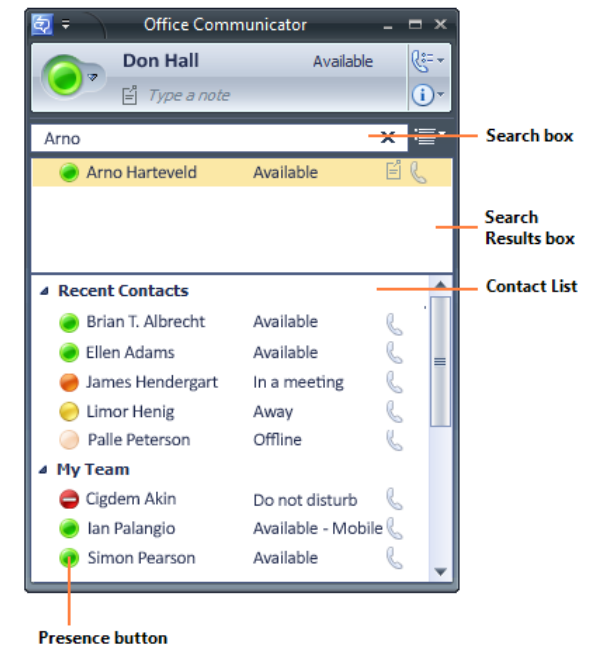 Office Communicator
Don Hall Available
Type a note
Arno
Search box
Arno Harteveld Available
Search
Results box
Contact List
Recent Contacts
Brian T. Albrecht Available
Ellen Adams Available
James Hendergart In a meeting
Limor Henig Away
Palle Peterson Offline
My Team
Cigdem Akin Do not disturb
Ian Palangio Available - Mobile
Simon Pearson Available
Presence button